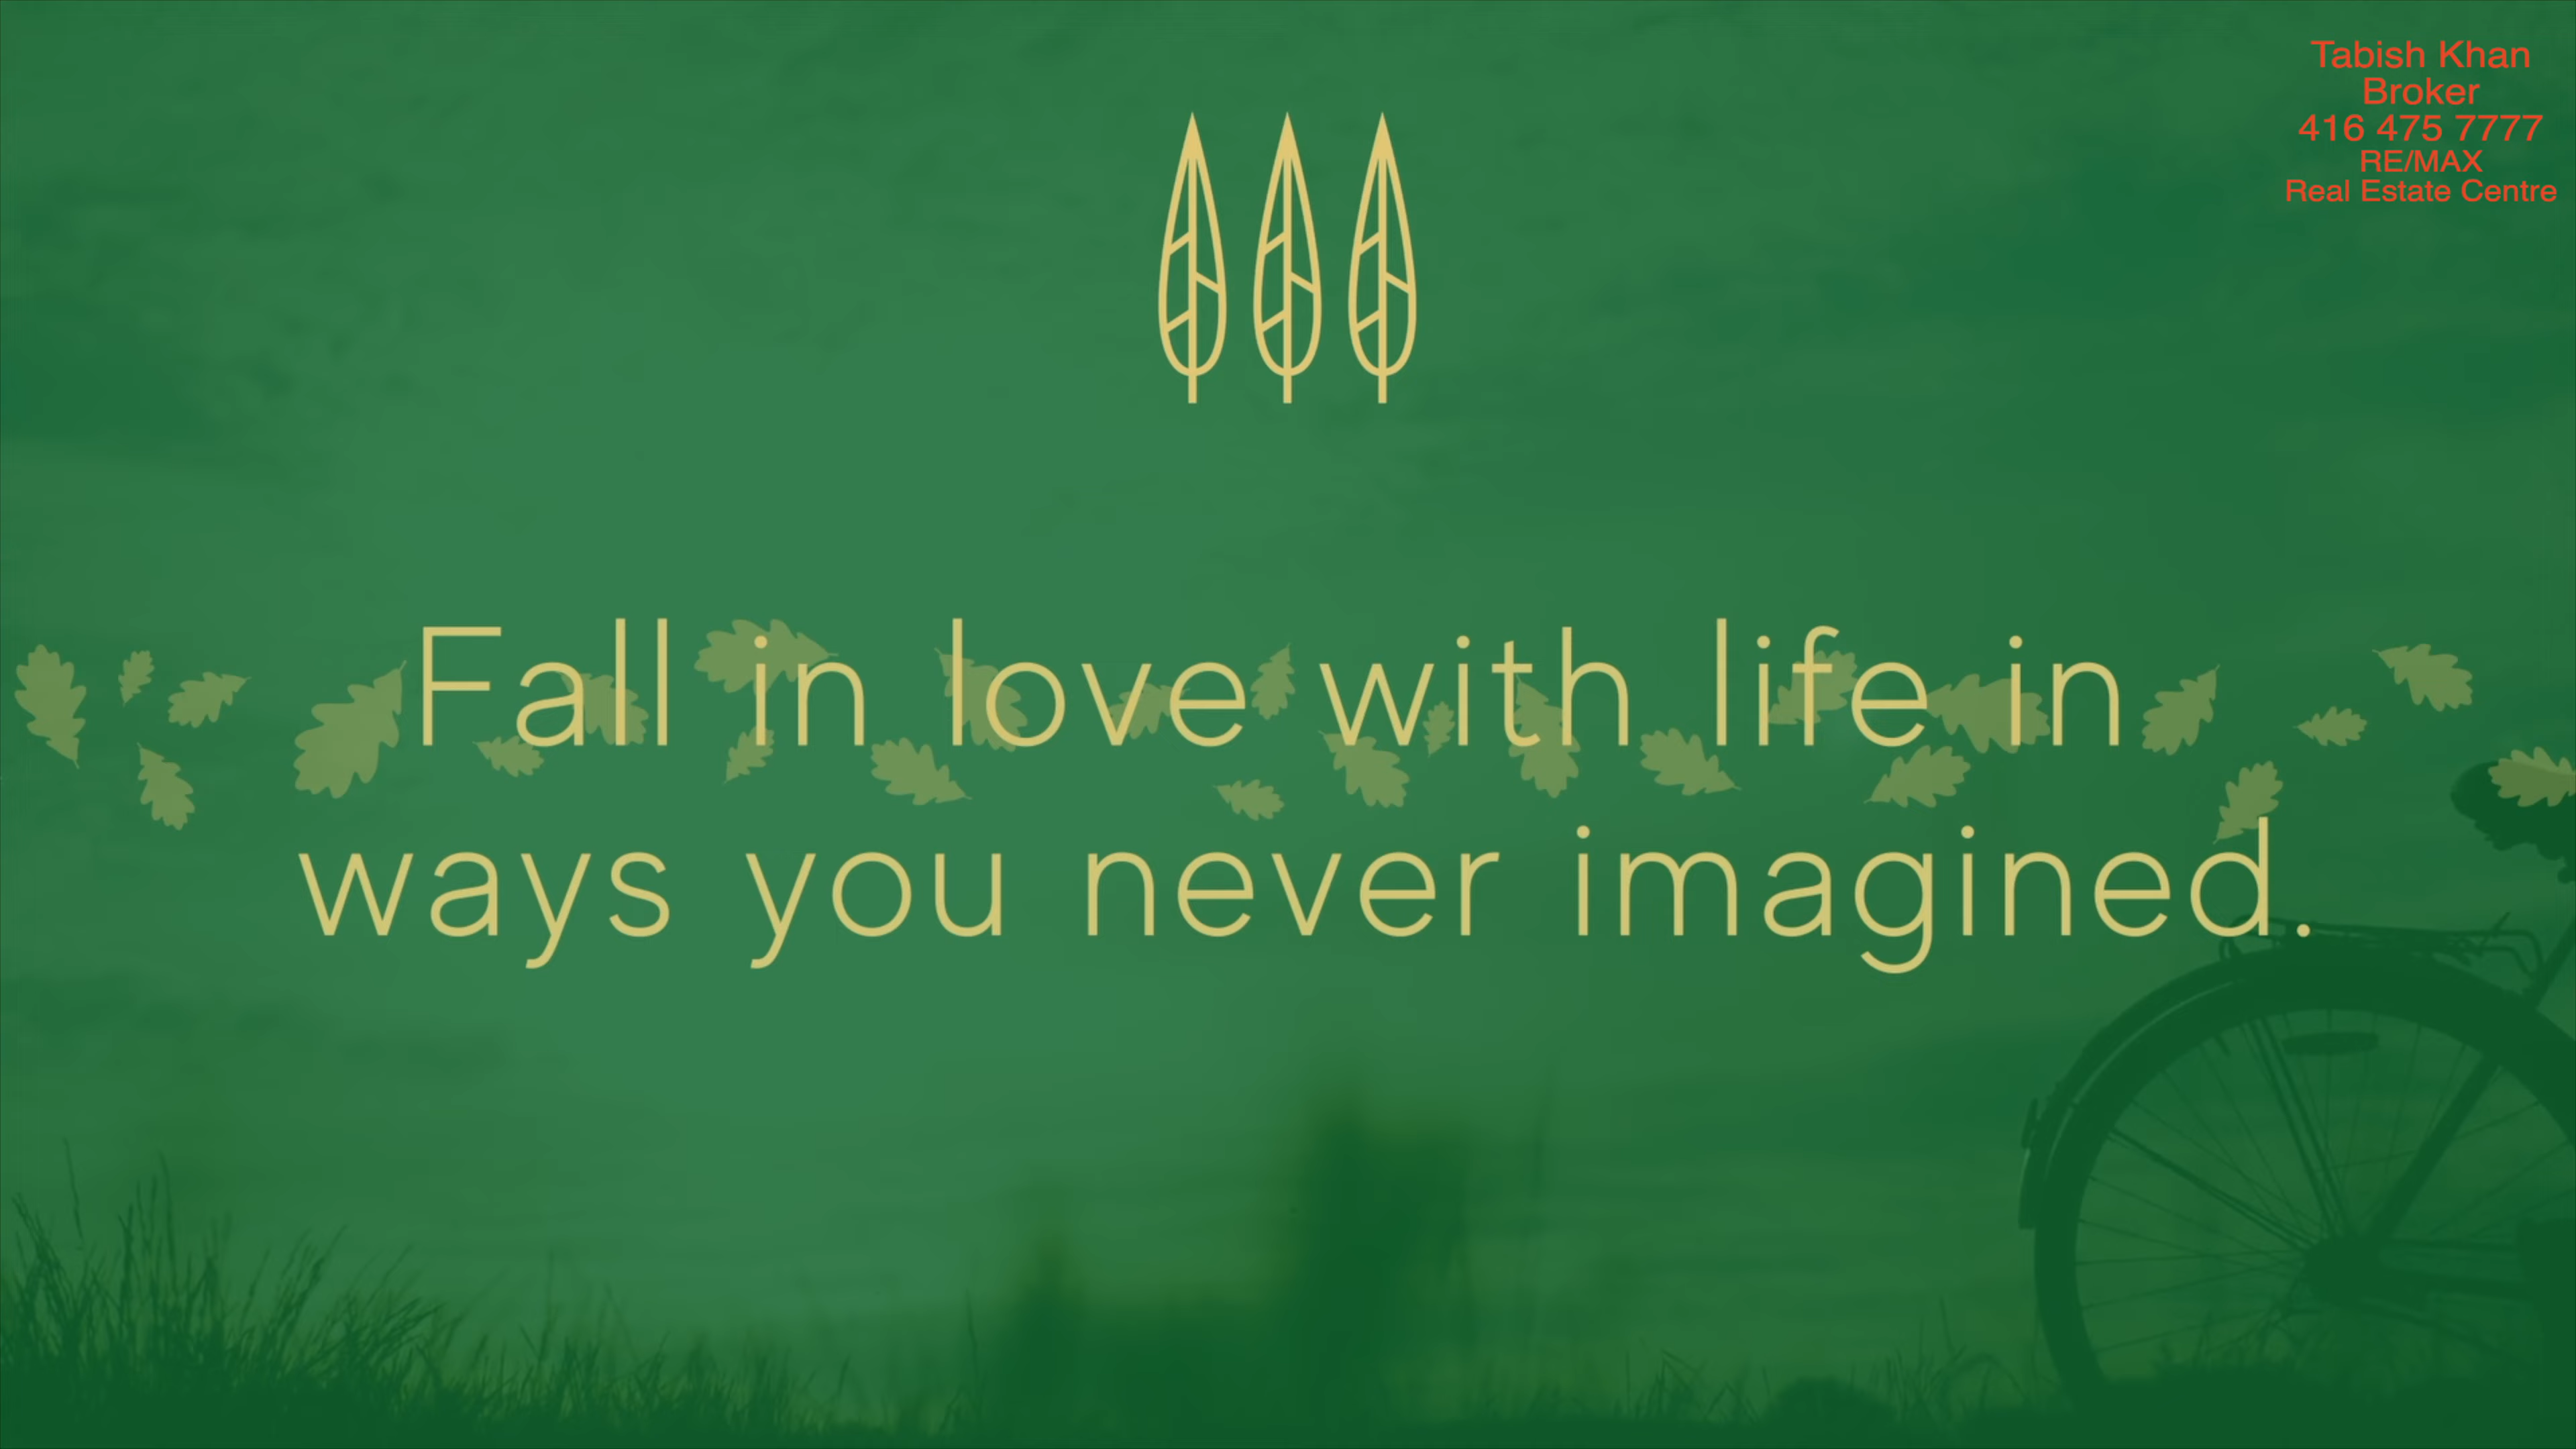 Tabish Khan
Broker
416 475 7777
RE/MAX
Real Estate Centre
Fall in love with life in
ways you never imagined.